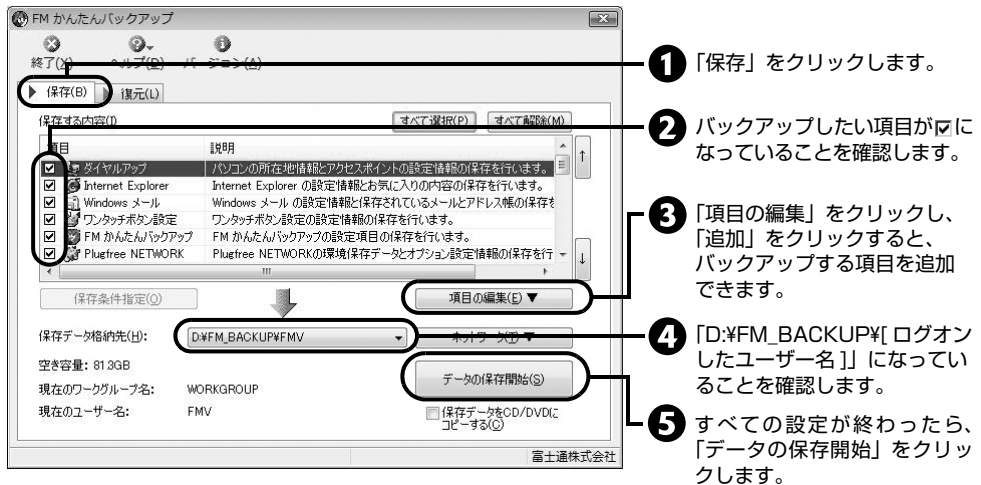 FM かんたんバックアップ
終了(X) ヘルプ(P) バージョン(A)
保存(B) 復元(L)
保存する内容(I) すべて選択(P) すべて解除(M)
項目 説明
ダイヤルアップ パソコンの所在地情報とアクセスポイントの設定情報の保存を行います。
Internet Explorer Internet Explorer の設定情報とお気に入りの内容の保存を行います。
Windows メール Windows メール の設定情報と保存されているメールとアドレス帳の保存を
ワンタッチボタン設定 ワンタッチボタン設定の設定情報の保存を行います。
FM かんたんバックアップ FM かんたんバックアップの設定項目の保存を行います。
Plugfree NETWORK Plugfree NETWORKの環境保存データとオプション設定情報の保存を行
保存条件指定(O) 項目の編集(E) ▼
保存データ格納先(H): D:¥FM_BACKUP¥FMV ネットワーク(T) ▼
空き容量: 81.3GB
データの保存開始(S)
現在のワークグループ名: WORKGROUP
現在のユーザー名: FMV
保存データをCD/DVDに
コピーする(C)
富士通株式会社
1 「保存」をクリックします。
2 バックアップしたい項目が☑に
なっていることを確認します。
3 「項目の編集」をクリックし、
「追加」をクリックすると、
バックアップする項目を追加
できます。
4 「D:¥FM_BACKUP¥[ ログオン
したユーザー名 ]」になってい
ることを確認します。
5 すべての設定が終わったら、
「データの保存開始」をクリッ
クします。